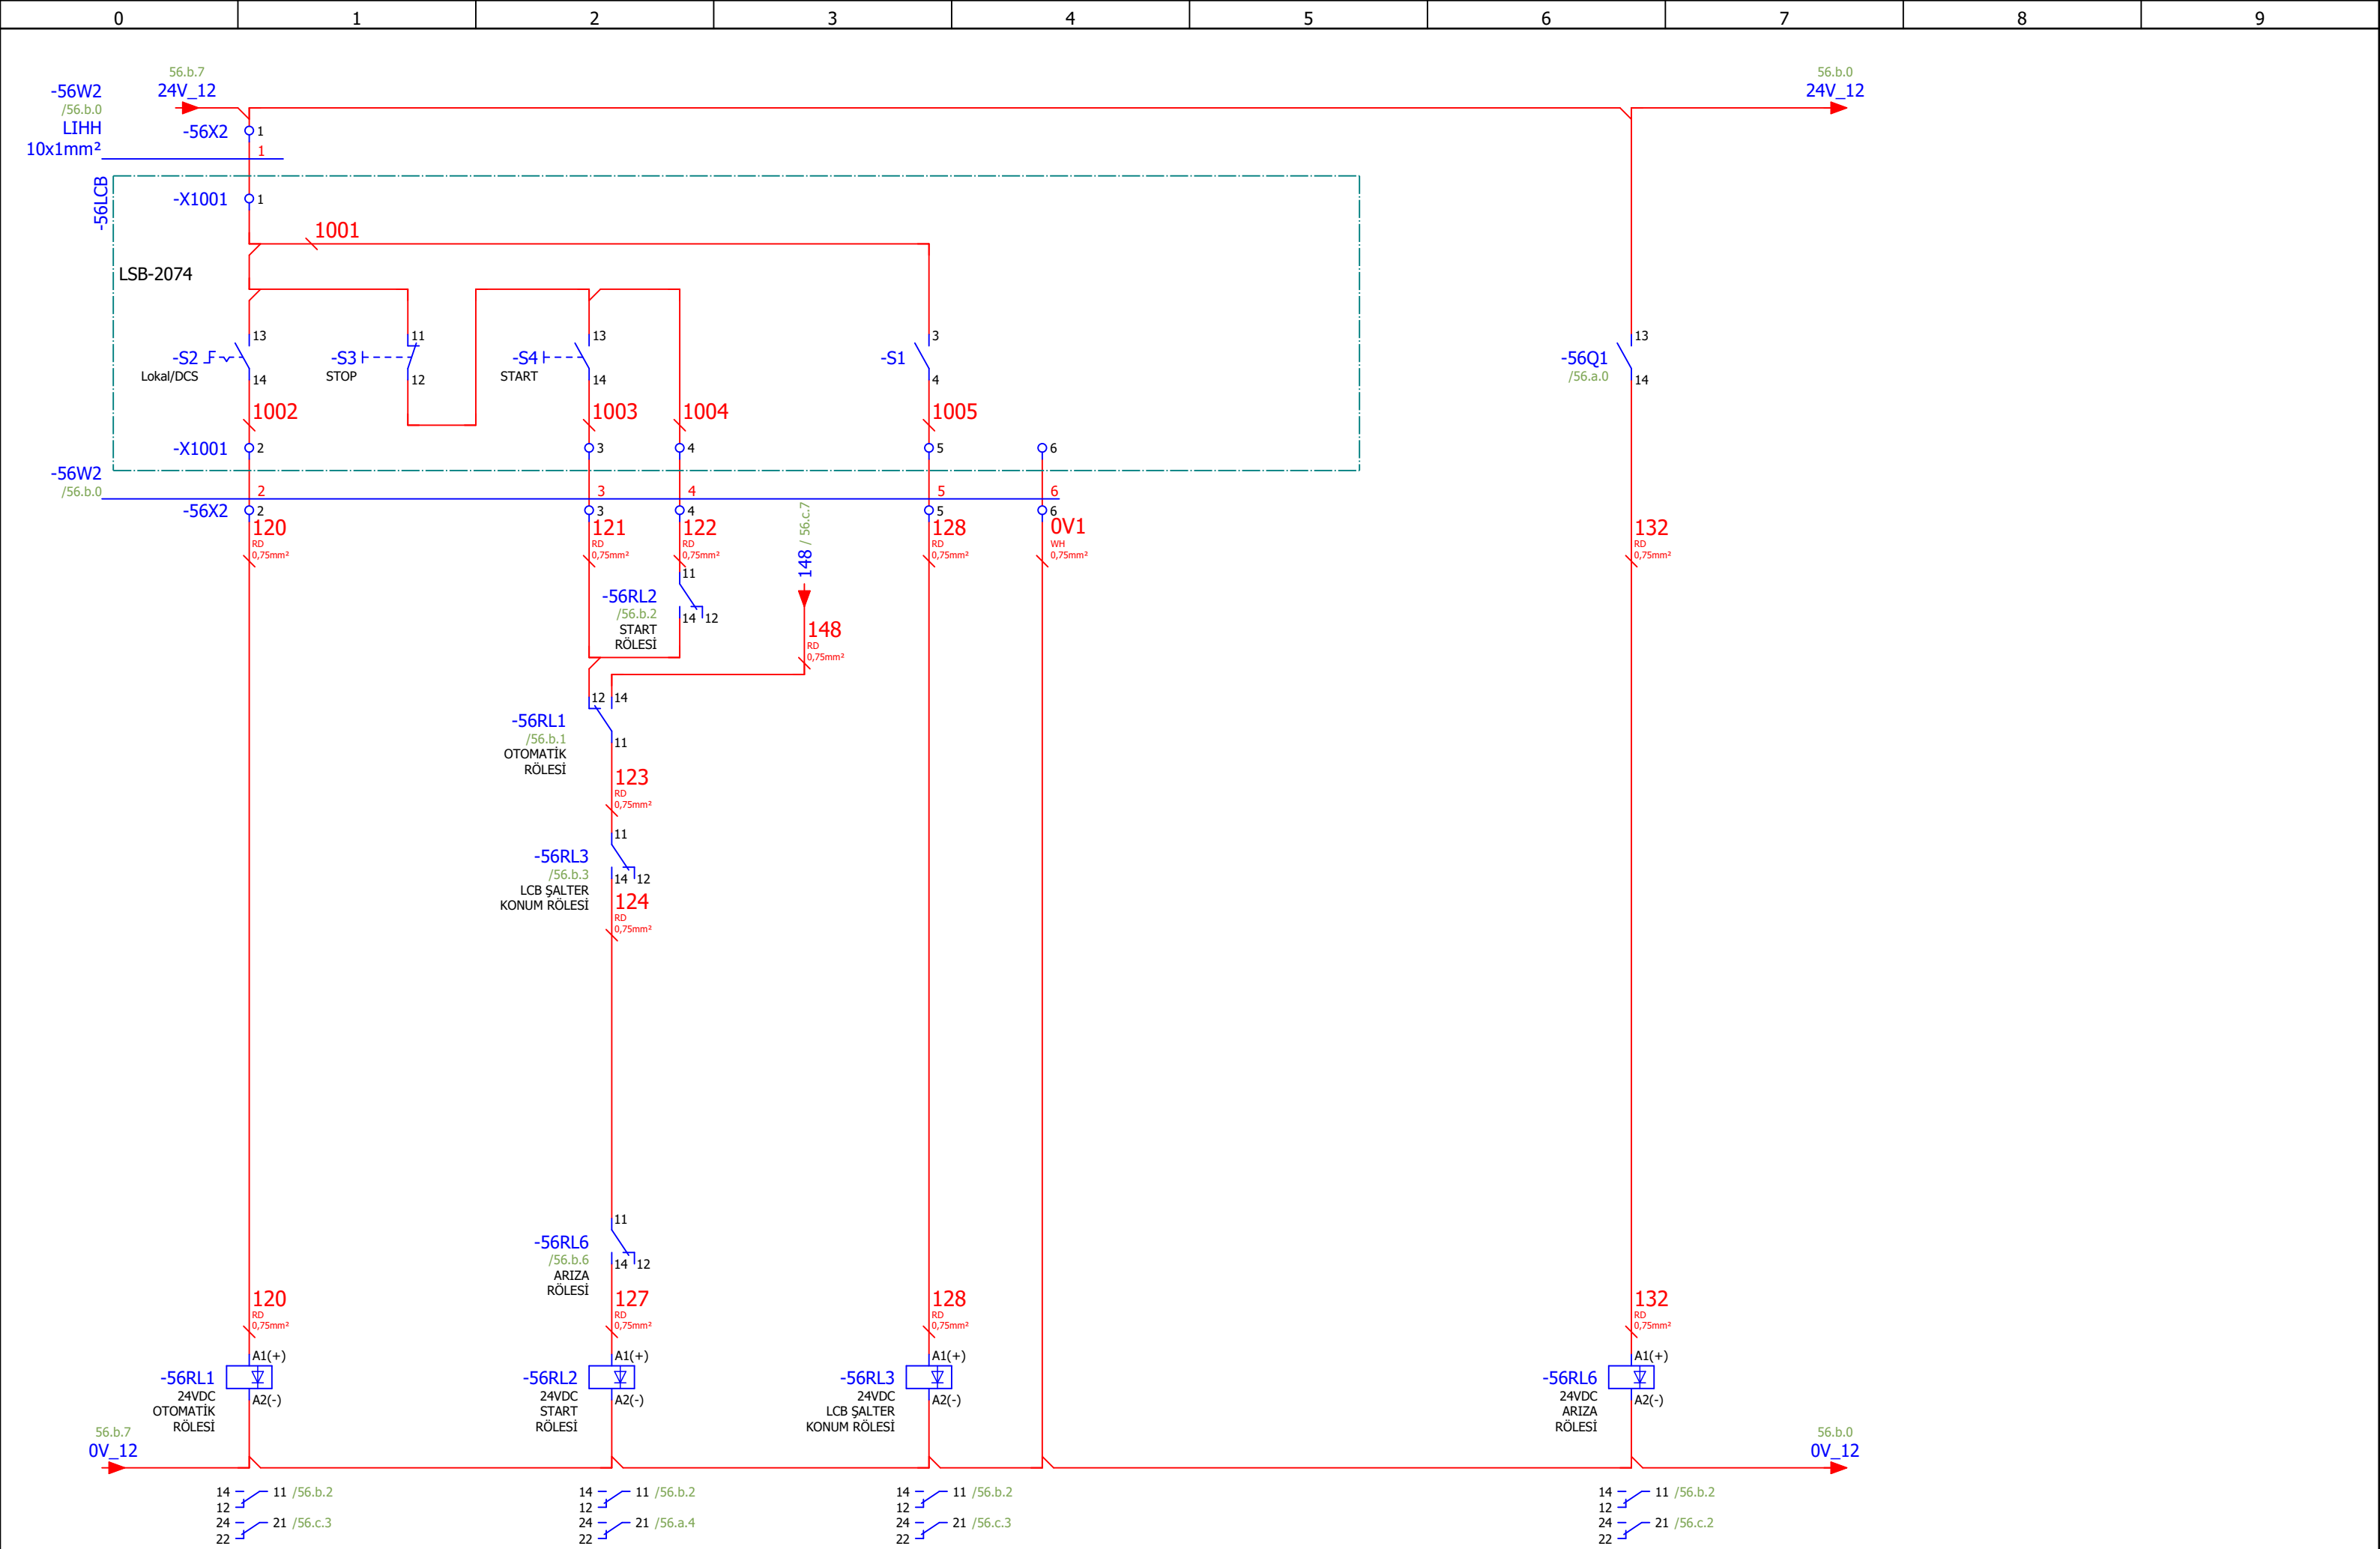 0 1 2 3 4 5 6 7 8 9
56.b.7
24V_12
56.b.0
24V_12
-56W2
/56.b.0
LIHH
10x1mm²
-56X2 1
1
-56LCB
-X1001 1
1001
LSB-2074
-S2
Lokal/DCS
13
14
-S3
STOP
11
12
-S4
START
13
14
-S1
3
4
-56Q1
/56.a.0
13
14
1002
1003
1004
1005
-X1001 2 3 4 5 6
-56W2
/56.b.0
2 3 4 5 6
-56X2 2 3 4 5 6
120
RD
0,75mm²
121
RD
0,75mm²
122
RD
0,75mm²
148 / 56.c.7
128
RD
0,75mm²
0V1
WH
0,75mm²
132
RD
0,75mm²
11
-56RL2
/56.b.2
START
RÖLESİ
14 12
148
RD
0,75mm²
12 14
-56RL1
/56.b.1
OTOMATİK
RÖLESİ
11
123
RD
0,75mm²
11
-56RL3
/56.b.3
LCB ŞALTER
KONUM RÖLESİ
14 12
124
RD
0,75mm²
11
-56RL6
/56.b.6
ARIZA
RÖLESİ
14 12
120
RD
0,75mm²
127
RD
0,75mm²
128
RD
0,75mm²
132
RD
0,75mm²
A1(+)
-56RL1
24VDC
OTOMATİK
RÖLESİ
A2(-)
A1(+)
-56RL2
24VDC
START
RÖLESİ
A2(-)
A1(+)
-56RL3
24VDC
LCB ŞALTER
KONUM RÖLESİ
A2(-)
A1(+)
-56RL6
24VDC
ARIZA
RÖLESİ
A2(-)
56.b.7
0V_12
56.b.0
0V_12
14 11 /56.b.2
12
24 21 /56.c.3
22
14 11 /56.b.2
12
24 21 /56.a.4
22
14 11 /56.b.2
12
24 21 /56.c.3
22
14 11 /56.b.2
12
24 21 /56.c.2
22